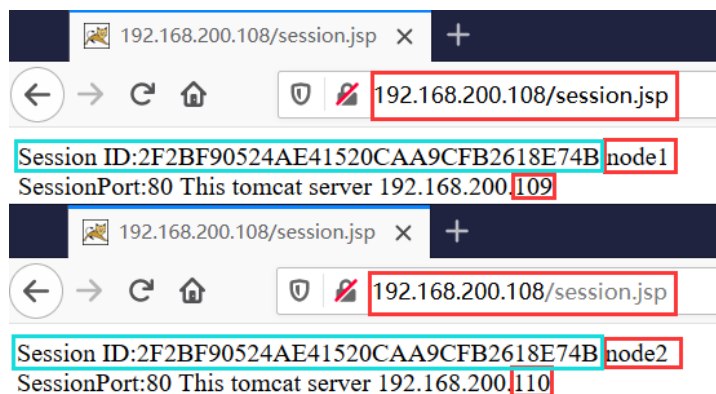 192.168.200.108/session.jsp
192.168.200.108/session.jsp
Session ID:2F2BF90524AE41520CAA9CFB2618E74B node1
SessionPort:80 This tomcat server 192.168.200.109
192.168.200.108/session.jsp
192.168.200.108/session.jsp
Session ID:2F2BF90524AE41520CAA9CFB2618E74B node2
SessionPort:80 This tomcat server 192.168.200.110